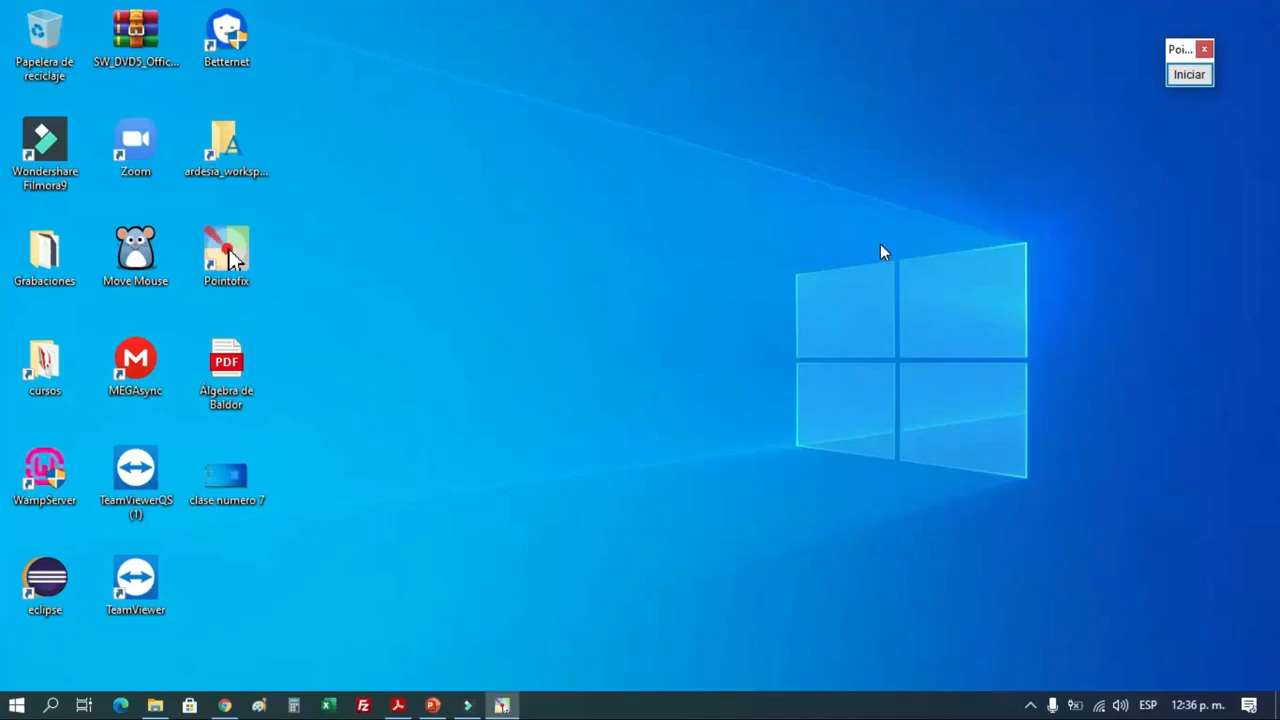 Papelera de
reciclaje
SW_DVD5_Offic...
Betternet
Wondershare
Filmora9
Zoom
ardesia_worksp...
Grabaciones
Move Mouse
Pointofix
cursos
MEGAsync
PDF
Álgebra de
Baldor
WampServer
TeamViewerQS
(1)
clase numero 7
eclipse
TeamViewer
Poi...
Iniciar
ESP
12:36 p. m.